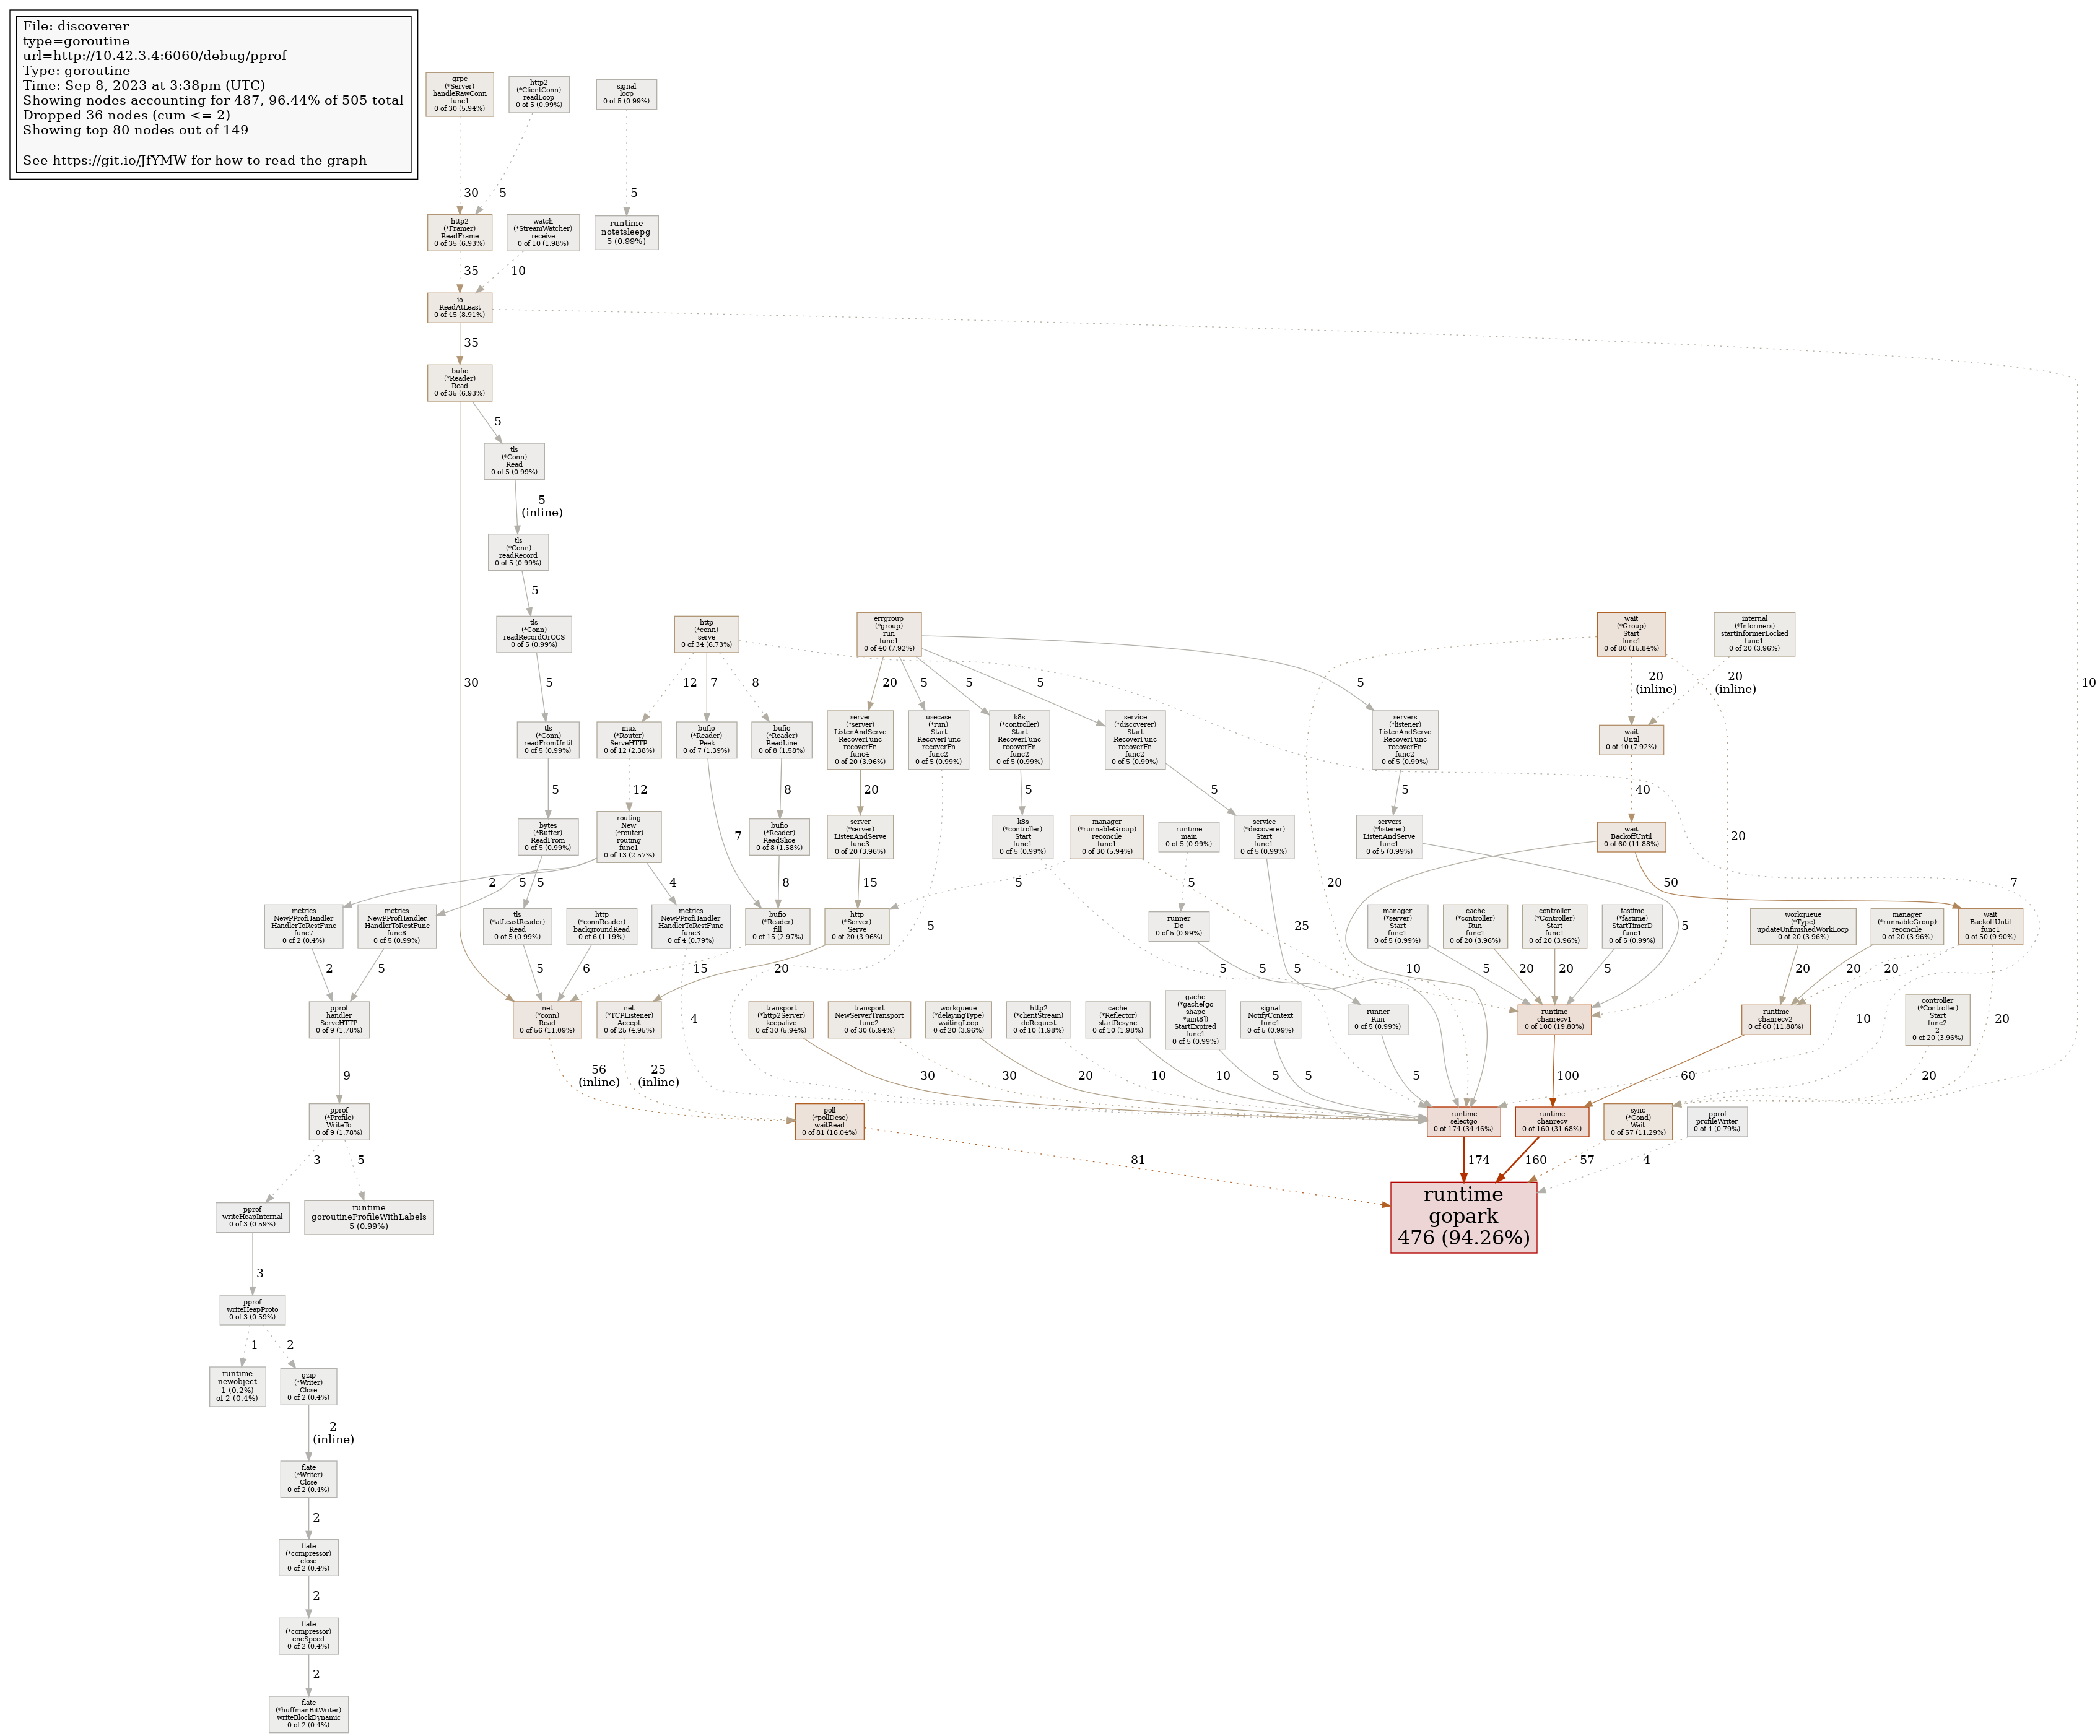 File: discoverer
type=goroutine
url=http://10.42.3.4:6060/debug/pprof
Type: goroutine
Time: Sep 8, 2023 at 3:38pm (UTC)
Showing nodes accounting for 487, 96.44% of 505 total
Dropped 36 nodes (cum <= 2)
Showing top 80 nodes out of 149
See https://git.io/JfYMW for how to read the graph
grpc
(*Server)
handleRawConn
func1
0 of 30 (5.94%)
http2
(*ClientConn)
readLoop
0 of 5 (0.99%)
signal
loop
0 of 5 (0.99%)
30
5
5
http2
(*Framer)
ReadFrame
0 of 35 (6.93%)
watch
(*StreamWatcher)
receive
0 of 10 (1.98%)
runtime
notetsleepg
5 (0.99%)
35
10
io
ReadAtLeast
0 of 45 (8.91%)
35
10
bufio
(*Reader)
Read
0 of 35 (6.93%)
5
30
tls
(*Conn)
Read
0 of 5 (0.99%)
5
(inline)
tls
(*Conn)
readRecord
0 of 5 (0.99%)
5
tls
(*Conn)
readRecordOrCCS
0 of 5 (0.99%)
http
(*conn)
serve
0 of 34 (6.73%)
errgroup
(*group)
run
func1
0 of 40 (7.92%)
wait
(*Group)
Start
func1
0 of 80 (15.84%)
internal
(*Informers)
startInformerLocked
func1
0 of 20 (3.96%)
5
12
7
8
20
5
5
5
5
20
(inline)
20
(inline)
tls
(*Conn)
readFromUntil
0 of 5 (0.99%)
mux
(*Router)
ServeHTTP
0 of 12 (2.38%)
bufio
(*Reader)
Peek
0 of 7 (1.39%)
bufio
(*Reader)
ReadLine
0 of 8 (1.58%)
server
(*server)
ListenAndServe
RecoverFunc
recoverFn
func4
0 of 20 (3.96%)
usecase
(*run)
Start
RecoverFunc
recoverFn
func2
0 of 5 (0.99%)
k8s
(*controller)
Start
RecoverFunc
recoverFn
func2
0 of 5 (0.99%)
service
(*discoverer)
Start
RecoverFunc
recoverFn
func2
0 of 5 (0.99%)
servers
(*listener)
ListenAndServe
RecoverFunc
recoverFn
func2
0 of 5 (0.99%)
wait
Until
0 of 40 (7.92%)
5
12
7
8
20
5
5
5
40
20
bytes
(*Buffer)
ReadFrom
0 of 5 (0.99%)
routing
New
(*router)
routing
func1
0 of 13 (2.57%)
bufio
(*Reader)
ReadSlice
0 of 8 (1.58%)
server
(*server)
ListenAndServe
func3
0 of 20 (3.96%)
k8s
(*controller)
Start
func1
0 of 5 (0.99%)
manager
(*runnableGroup)
reconcile
func1
0 of 30 (5.94%)
runtime
main
0 of 5 (0.99%)
service
(*discoverer)
Start
func1
0 of 5 (0.99%)
servers
(*listener)
ListenAndServe
func1
0 of 5 (0.99%)
wait
BackoffUntil
0 of 60 (11.88%)
2
5
5
4
8
15
5
5
5
20
50
7
metrics
NewPProfHandler
HandlerToRestFunc
func7
0 of 2 (0.4%)
metrics
NewPProfHandler
HandlerToRestFunc
func8
0 of 5 (0.99%)
tls
(*atLeastReader)
Read
0 of 5 (0.99%)
http
(*connReader)
backgroundRead
0 of 6 (1.19%)
metrics
NewPProfHandler
HandlerToRestFunc
func3
0 of 4 (0.79%)
bufio
(*Reader)
fill
0 of 15 (2.97%)
http
(*Server)
Serve
0 of 20 (3.96%)
runner
Do
0 of 5 (0.99%)
manager
(*server)
Start
func1
0 of 5 (0.99%)
cache
(*controller)
Run
func1
0 of 20 (3.96%)
controller
(*Controller)
Start
func1
0 of 20 (3.96%)
fastime
(*fastime)
StartTimerD
func1
0 of 5 (0.99%)
workqueue
(*Type)
updateUnfinishedWorkLoop
0 of 20 (3.96%)
manager
(*runnableGroup)
reconcile
0 of 20 (3.96%)
wait
BackoffUntil
func1
0 of 50 (9.90%)
25
5
2
5
5
6
15
20
5
5
5
10
5
20
20
5
20
20
20
pprof
handler
ServeHTTP
0 of 9 (1.78%)
net
(*conn)
Read
0 of 56 (11.09%)
net
(*TCPListener)
Accept
0 of 25 (4.95%)
transport
(*http2Server)
keepalive
0 of 30 (5.94%)
transport
NewServerTransport
func2
0 of 30 (5.94%)
workqueue
(*delayingType)
waitingLoop
0 of 20 (3.96%)
http2
(*clientStream)
doRequest
0 of 10 (1.98%)
cache
(*Reflector)
startResync
0 of 10 (1.98%)
gache
(*gache[go
shape
*uint8])
StartExpired
func1
0 of 5 (0.99%)
signal
NotifyContext
func1
0 of 5 (0.99%)
runner
Run
0 of 5 (0.99%)
runtime
chanrecv1
0 of 100 (19.80%)
runtime
chanrecv2
0 of 60 (11.88%)
controller
(*Controller)
Start
func2
2
0 of 20 (3.96%)
4
10
20
9
56
(inline)
25
(inline)
30
30
20
10
10
5
5
5
100
60
20
pprof
(*Profile)
WriteTo
0 of 9 (1.78%)
poll
(*pollDesc)
waitRead
0 of 81 (16.04%)
runtime
selectgo
0 of 174 (34.46%)
runtime
chanrecv
0 of 160 (31.68%)
sync
(*Cond)
Wait
0 of 57 (11.29%)
pprof
profileWriter
0 of 4 (0.79%)
3
5
81
174
160
57
4
pprof
writeHeapInternal
0 of 3 (0.59%)
runtime
goroutineProfileWithLabels
5 (0.99%)
runtime
gopark
476 (94.26%)
3
pprof
writeHeapProto
0 of 3 (0.59%)
1
2
runtime
newobject
1 (0.2%)
of 2 (0.4%)
gzip
(*Writer)
Close
0 of 2 (0.4%)
2
(inline)
flate
(*Writer)
Close
0 of 2 (0.4%)
2
flate
(*compressor)
close
0 of 2 (0.4%)
2
flate
(*compressor)
encSpeed
0 of 2 (0.4%)
2
flate
(*huffmanBitWriter)
writeBlockDynamic
0 of 2 (0.4%)